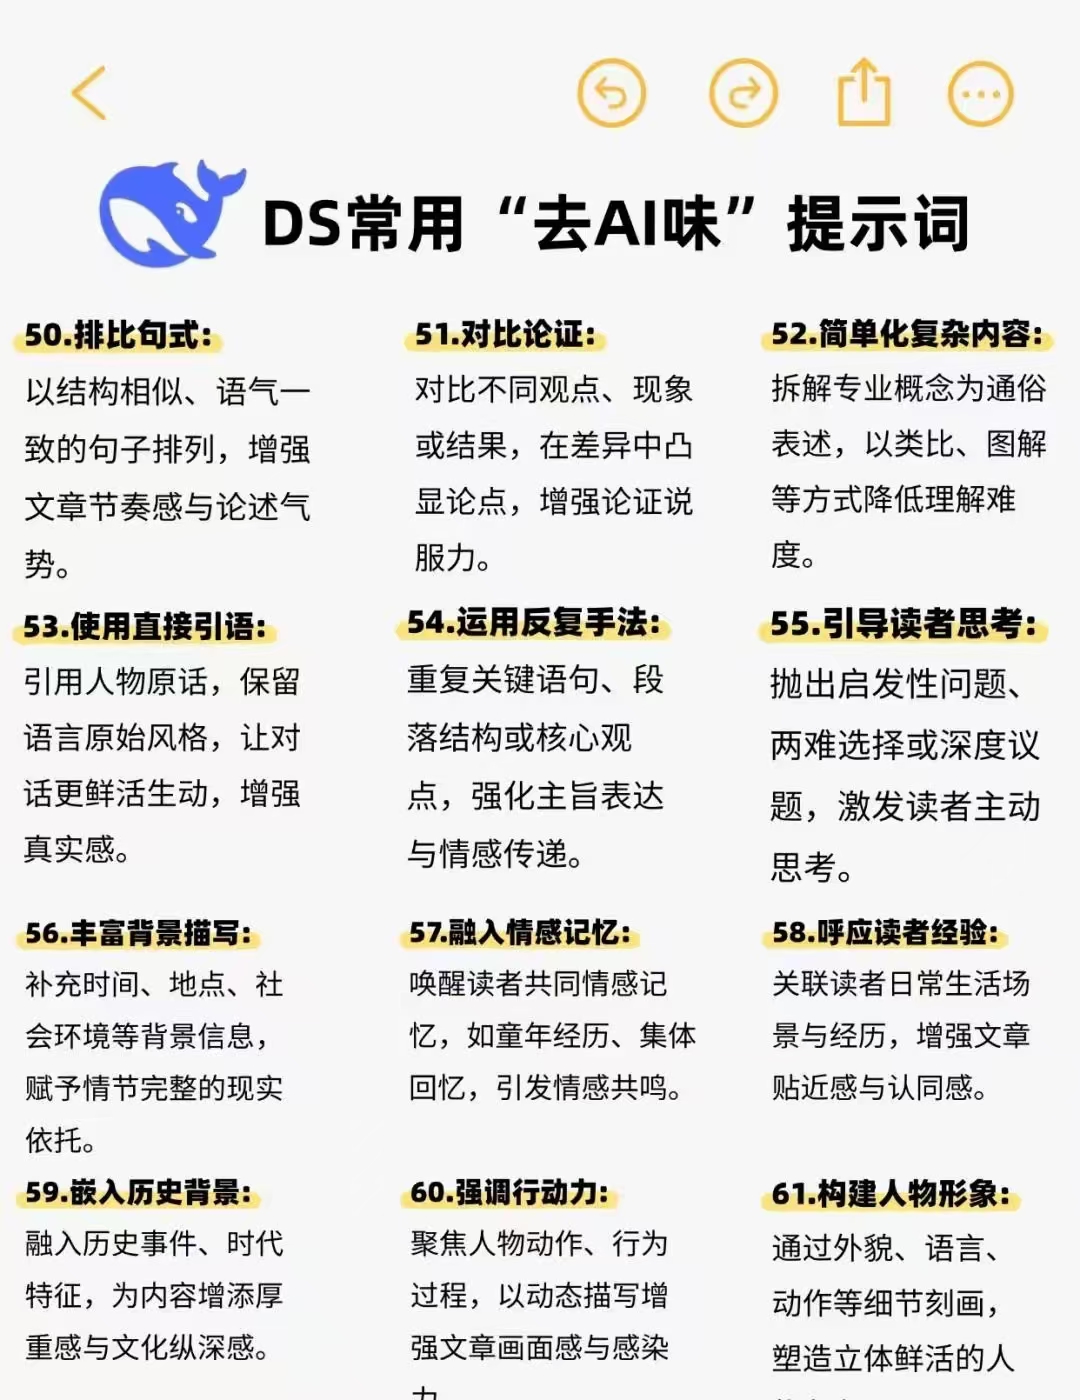 DS常用“去AI味”提示词
50.排比句式:
以结构相似、语气一
致的句子排列，增强
文章节奏感与论述气
势。
51.对比论证:
对比不同观点、现象
或结果，在差异中凸
显论点，增强论证说
服力。
52.简单化复杂内容:
拆解专业概念为通俗
表述，以类比、图解
等方式降低理解难
度。
53.使用直接引语:
引用人物原话，保留
语言原始风格，让对
话更鲜活生动，增强
真实感。
54.运用反复手法:
重复关键语句、段
落结构或核心观
点，强化主旨表达
与情感传递。
55.引导读者思考:
抛出启发性问题、
两难选择或深度议
题，激发读者主动
思考。
56.丰富背景描写:
补充时间、地点、社
会环境等背景信息，
赋予情节完整的现实
依托。
57.融入情感记忆:
唤醒读者共同情感记
忆，如童年经历、集体
回忆，引发情感共鸣。
58.呼应读者经验:
关联读者日常生活场
景与经历，增强文章
贴近感与认同感。
59.嵌入历史背景:
融入历史事件、时代
特征，为内容增添厚
重感与文化纵深感。
60.强调行动力:
聚焦人物动作、行为
过程，以动态描写增
强文章画面感与感染
力
61.构建人物形象:
通过外貌、语言、
动作等细节刻画，
塑造立体鲜活的人